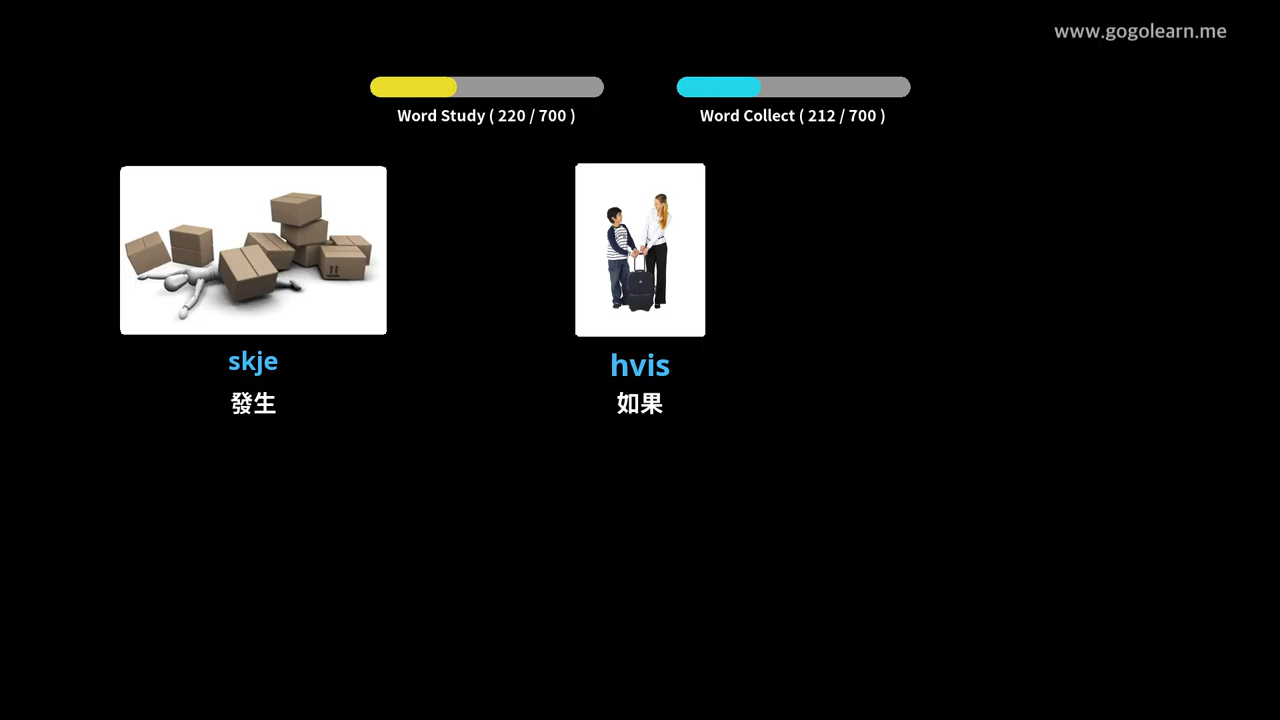 www.gogolearn.me
Word Study ( 220 / 700 )
Word Collect ( 212 / 700 )
skje
發生
hvis
如果